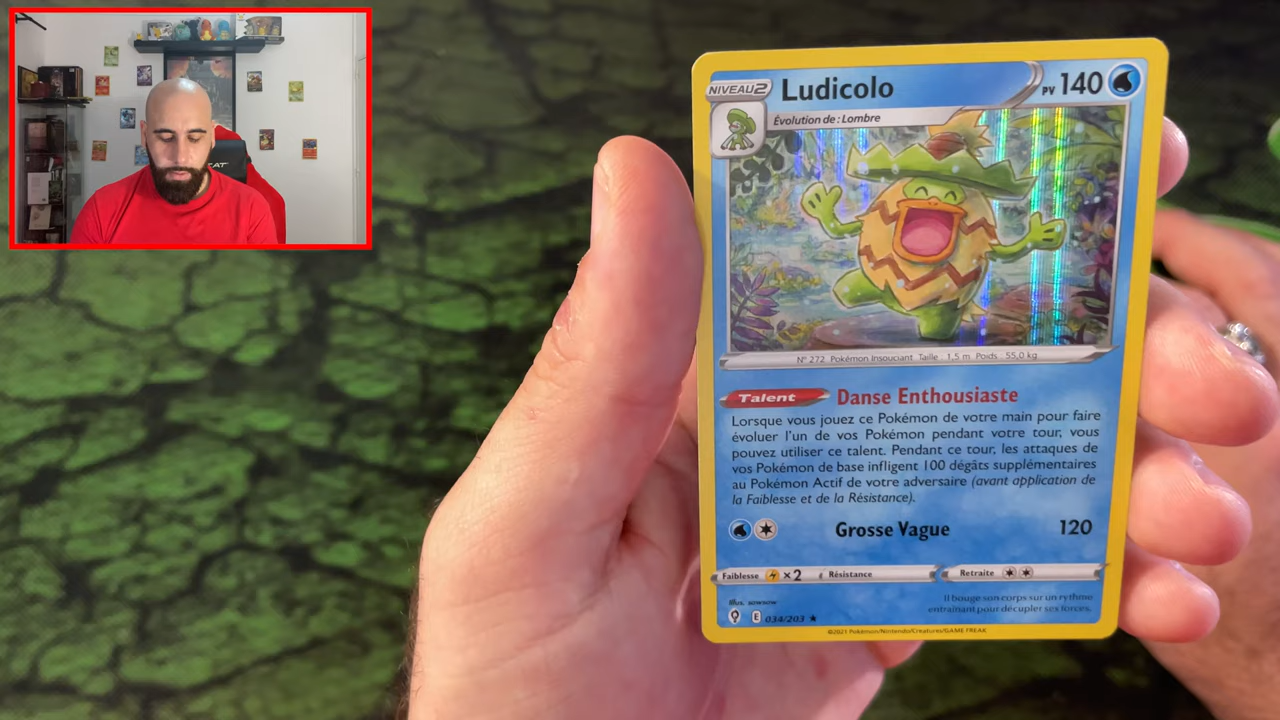 NIVEAU2
Ludicolo
PV 140
Évolution de : Lombre
N° 272 Pokémon Insouciant Taille : 1,5 m Poids : 55,0 kg
Talent Danse Enthousiaste
Lorsque vous jouez ce Pokémon de votre main pour faire
évoluer l'un de vos Pokémon pendant votre tour, vous
pouvez utiliser ce talent. Pendant ce tour, les attaques de
vos Pokémon de base infligent 100 dégâts supplémentaires
au Pokémon Actif de votre adversaire (avant application de
la Faiblesse et de la Résistance).
Grosse Vague 120
Faiblesse ×2 Résistance Retraite
Illus. sowsow
E 034/203 ★
Il bouge son corps sur un rythme
entraînant pour décupler ses forces.
©2021 Pokémon/Nintendo/Creatures/GAME FREAK